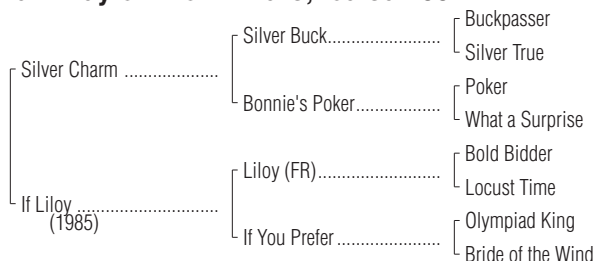 Silver Charm ....................
Silver Buck........................
Buckpasser
Silver True
Bonnie's Poker..................
Poker
What a Surprise
If Liloy ..............................
(1985)
Liloy (FR)..........................
Bold Bidder
Locust Time
If You Prefer ......................
Olympiad King
Bride of the Wind